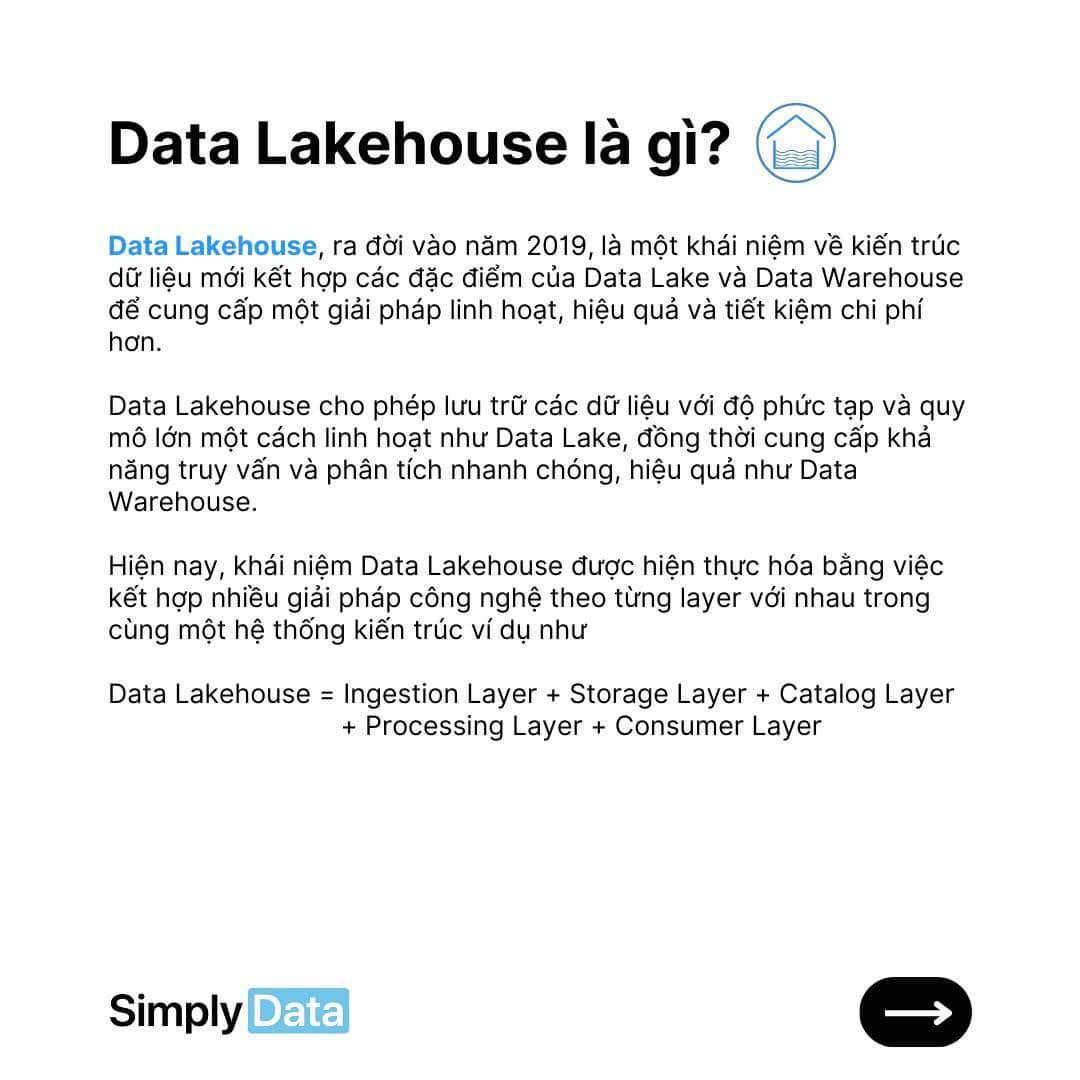 Data Lakehouse là gì?
Data Lakehouse, ra đời vào năm 2019, là một khái niệm về kiến trúc
dữ liệu mới kết hợp các đặc điểm của Data Lake và Data Warehouse
để cung cấp một giải pháp linh hoạt, hiệu quả và tiết kiệm chi phí
hơn.
Data Lakehouse cho phép lưu trữ các dữ liệu với độ phức tạp và quy
mô lớn một cách linh hoạt như Data Lake, đồng thời cung cấp khả
năng truy vấn và phân tích nhanh chóng, hiệu quả như Data
Warehouse.
Hiện nay, khái niệm Data Lakehouse được hiện thực hóa bằng việc
kết hợp nhiều giải pháp công nghệ theo từng layer với nhau trong
cùng một hệ thống kiến trúc ví dụ như
Data Lakehouse = Ingestion Layer + Storage Layer + Catalog Layer
+ Processing Layer + Consumer Layer
Simply Data